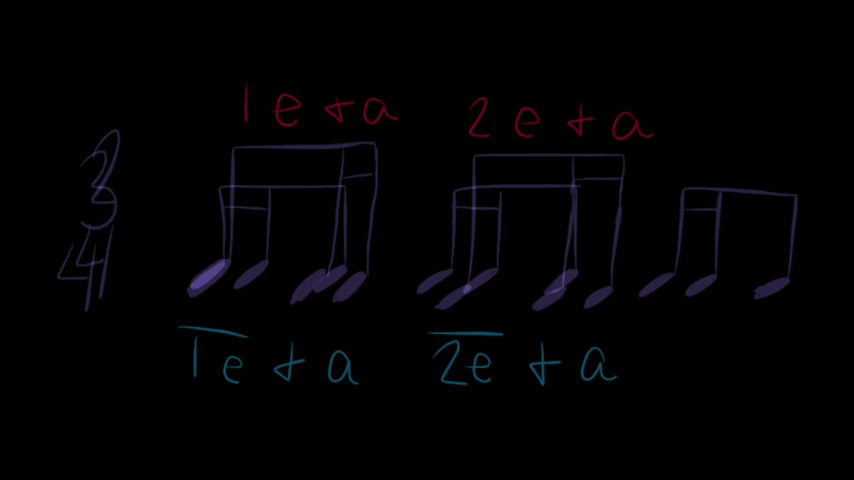 1 e + a 2 e + a
3
4
1 e + a 2 e + a